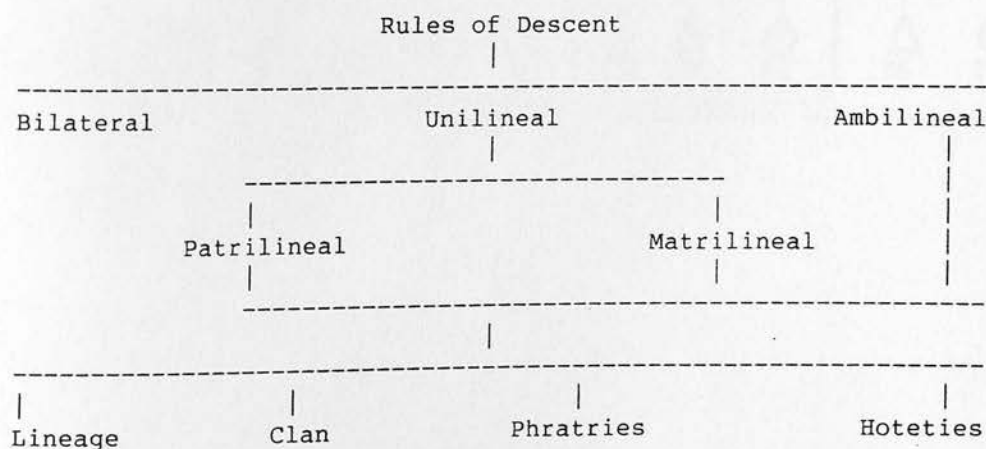 Rules of Descent
Bilateral Unilineal Ambilineal
Patrilineal Matrilineal
Lineage Clan Phratries Hoteties